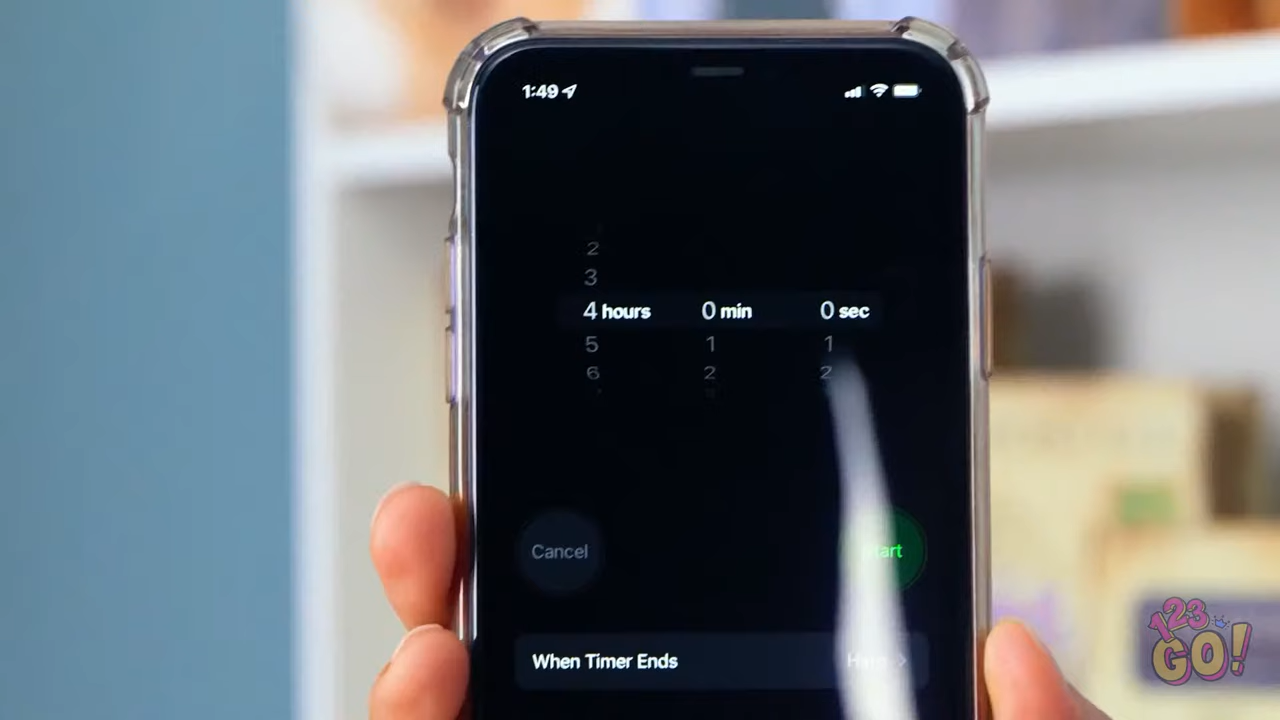 1:49
2
3
4 hours 0 min 0 sec
5 1 1
6 2 2
Cancel
When Timer Ends
123
GO!